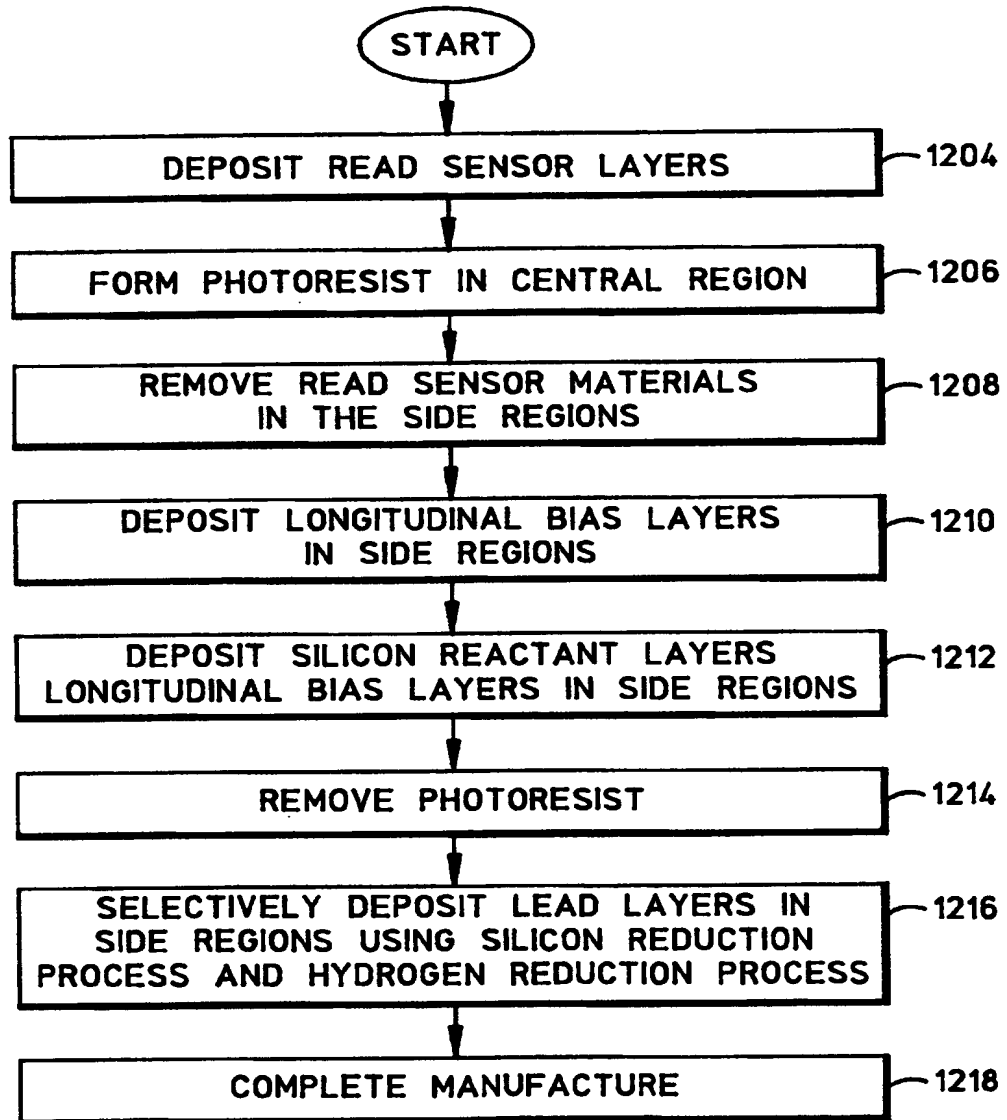 START
DEPOSIT READ SENSOR LAYERS
1204
FORM PHOTORESIST IN CENTRAL REGION
1206
REMOVE READ SENSOR MATERIALS
IN THE SIDE REGIONS
1208
DEPOSIT LONGITUDINAL BIAS LAYERS
IN SIDE REGIONS
1210
DEPOSIT SILICON REACTANT LAYERS
LONGITUDINAL BIAS LAYERS IN SIDE REGIONS
1212
REMOVE PHOTORESIST
1214
SELECTIVELY DEPOSIT LEAD LAYERS IN
SIDE REGIONS USING SILICON REDUCTION
PROCESS AND HYDROGEN REDUCTION PROCESS
1216
COMPLETE MANUFACTURE
1218